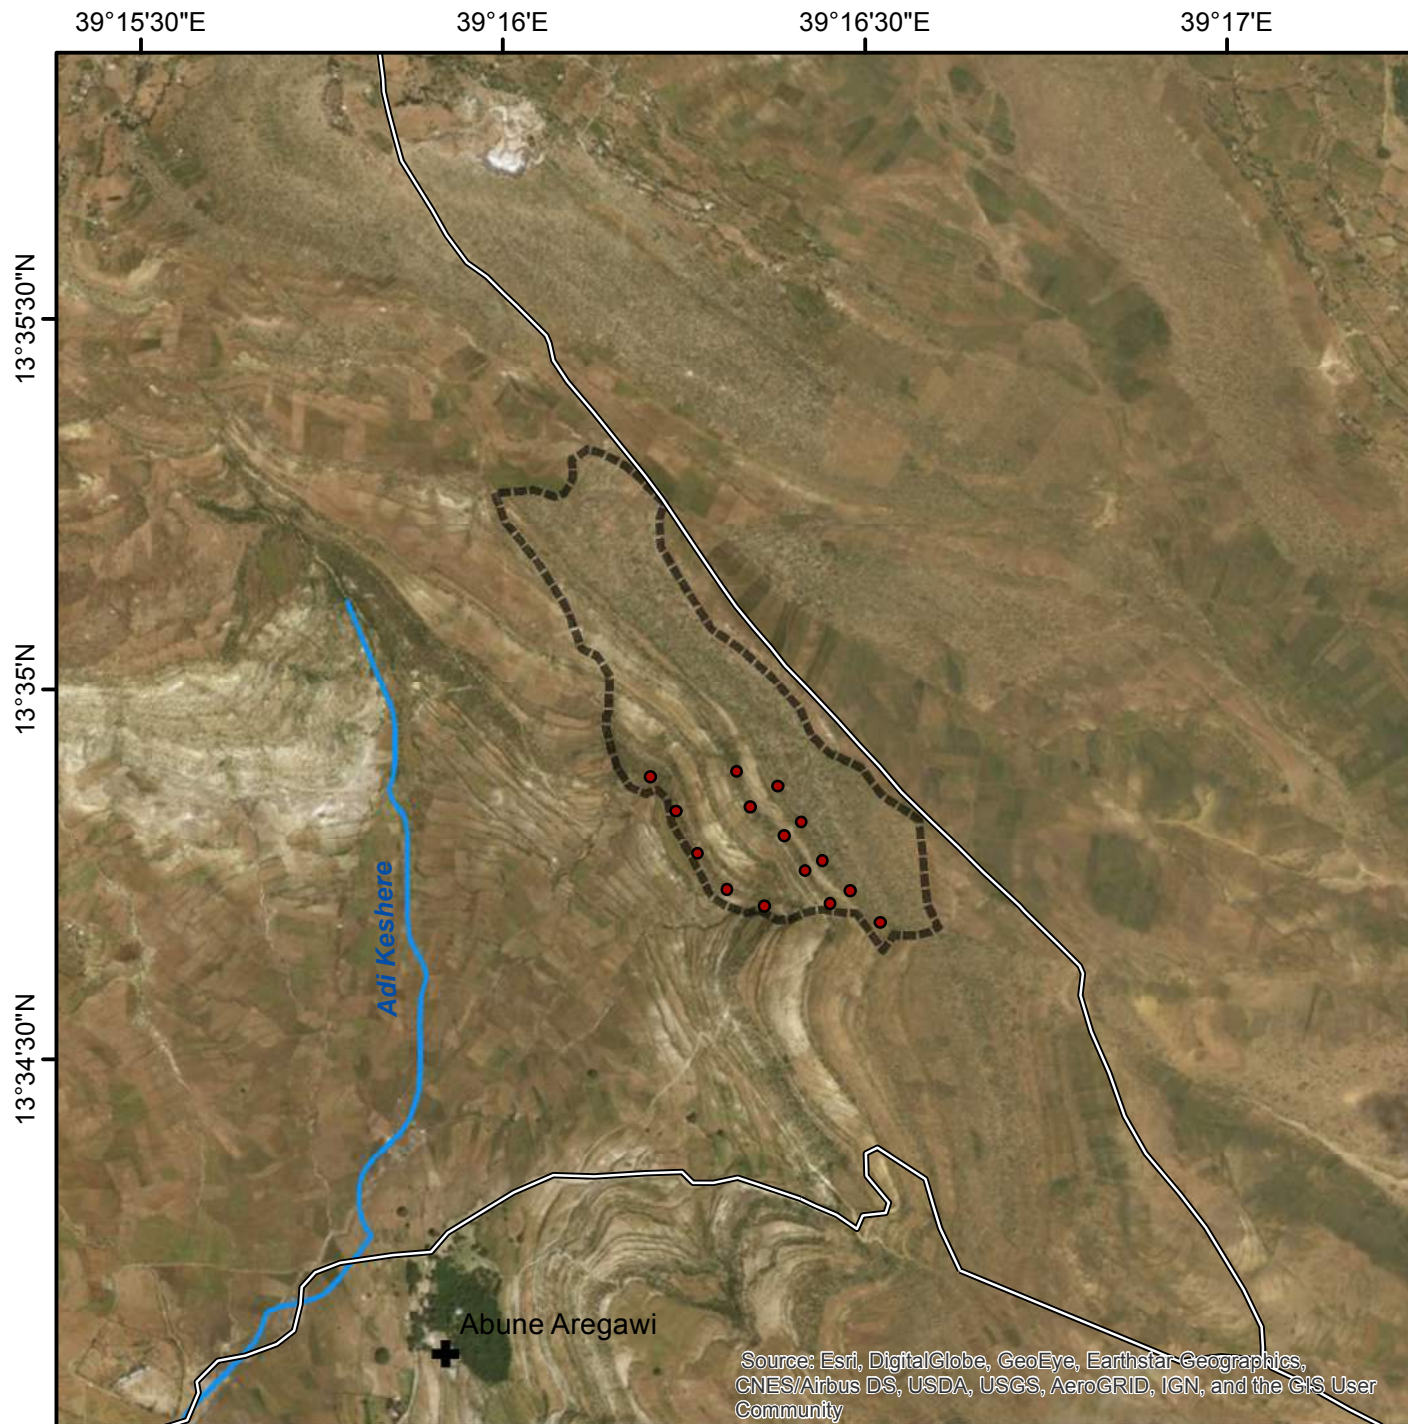 39°15'30"E
39°16'E
39°16'30"E
39°17'E
13°35'30"N
13°35'N
13°34'30"N
Adi Keshere
Abune Aregawi
Source: Esri, DigitalGlobe, GeoEye, Earthstar Geographics,
CNES/Airbus DS, USDA, USGS, AeroGRID, IGN, and the GIS User
Community